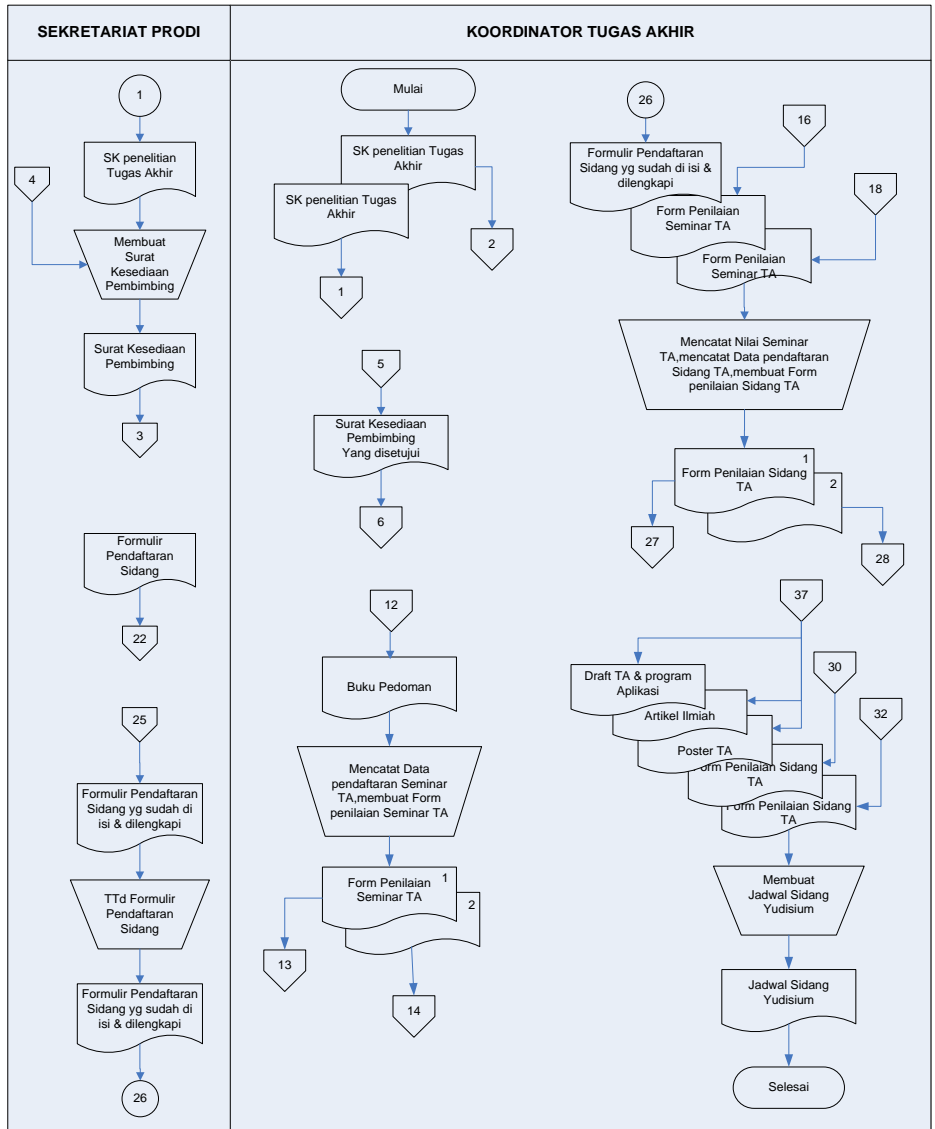 SEKRETARIAT PRODI
KOORDINATOR TUGAS AKHIR
1
SK penelitian
Tugas Akhir
4
Membuat
Surat
Kesediaan
Pembimbing
Surat Kesediaan
Pembimbing
3
Formulir
Pendaftaran
Sidang
22
25
Formulir Pendaftaran
Sidang yg sudah di
isi & dilengkapi
TTd Formulir
Pendaftaran
Sidang
Formulir Pendaftaran
Sidang yg sudah di
isi & dilengkapi
26
Mulai
SK penelitian Tugas
Akhir
SK penelitian Tugas
Akhir
2
1
5
Surat Kesediaan
Pembimbing
Yang disetujui
6
12
Buku Pedoman
Mencatat Data
pendaftaran Seminar
TA,membuat Form
penilaian Seminar TA
Form Penilaian
Seminar TA
1
2
13
14
26
16
Formulir Pendaftaran
Sidang yg sudah di isi &
dilengkapi
18
Form Penilaian
Seminar TA
Form Penilaian
Seminar TA
Mencatat Nilai Seminar
TA,mencatat Data pendaftaran
Sidang TA,membuat Form
penilaian Sidang TA
1
Form Penilaian Sidang
TA
2
27
28
37
30
Draft TA & program
Aplikasi
32
Artikel Ilmiah
Poster TA
Form Penilaian Sidang
TA
Form Penilaian Sidang
TA
Membuat
Jadwal Sidang
Yudisium
Jadwal Sidang
Yudisium
Selesai